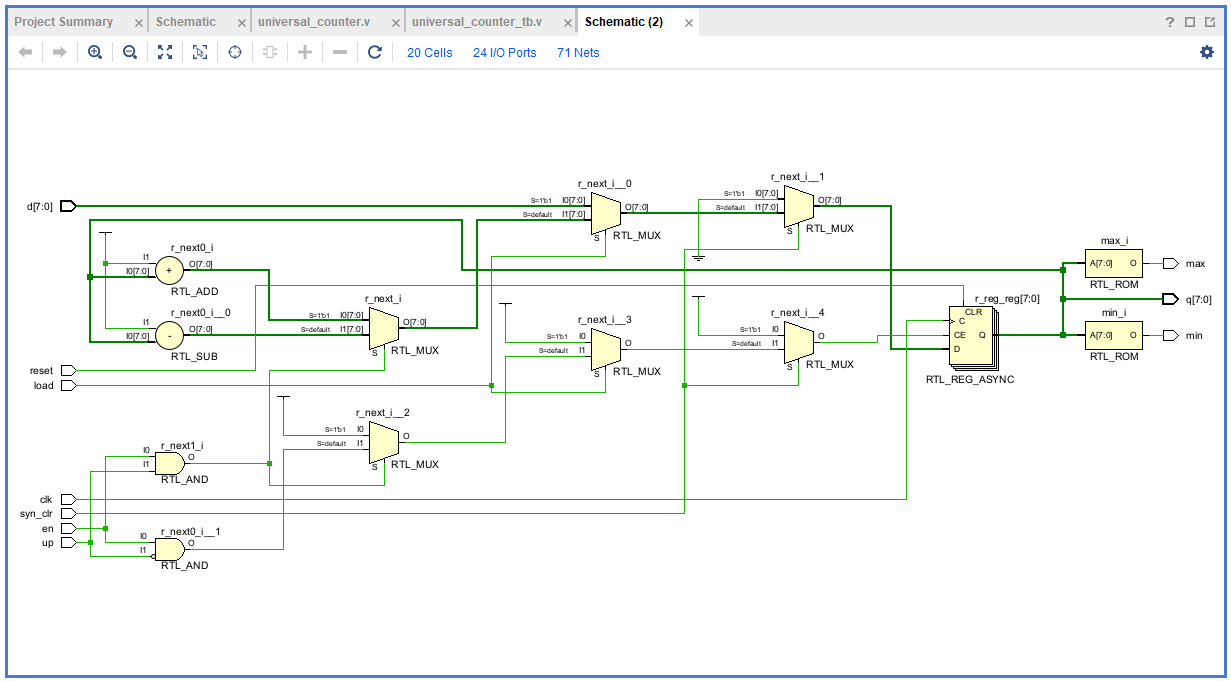 Project Summary × Schematic × universal_counter.v × universal_counter_tb.v × Schematic (2) × ?
20 Cells 24 I/O Ports 71 Nets
r_next_i__1
r_next_i__0
S=1'b1 I0[7:0]
S=1'b1 I0[7:0] O[7:0]
d[7:0] O[7:0] S=default I1[7:0]
S=default I1[7:0]
S RTL_MUX
S RTL_MUX
max_i
r_next0_i
I1
O[7:0] A[7:0] O max
I0[7:0] +
RTL_ROM
RTL_ADD
r_next_i r_reg_reg[7:0] q[7:0]
r_next0_i__0
S=1'b1 I0[7:0] r_next_i__3 r_next_i__4 CLR min_i
I1 O[7:0] C
O[7:0] S=default I1[7:0] S=1'b1 I0 S=1'b1 I0
I0[7:0] - O O CE Q A[7:0] O min
S=default I1 S=default I1 D
RTL_SUB S RTL_MUX RTL_ROM
reset S RTL_MUX S RTL_MUX
RTL_REG_ASYNC
load
r_next_i__2
S=1'b1 I0
O
r_next1_i S=default I1
I0 O
I1 S RTL_MUX
RTL_AND
clk
syn_clr
en r_next0_i__1
I0 O
up I1
RTL_AND